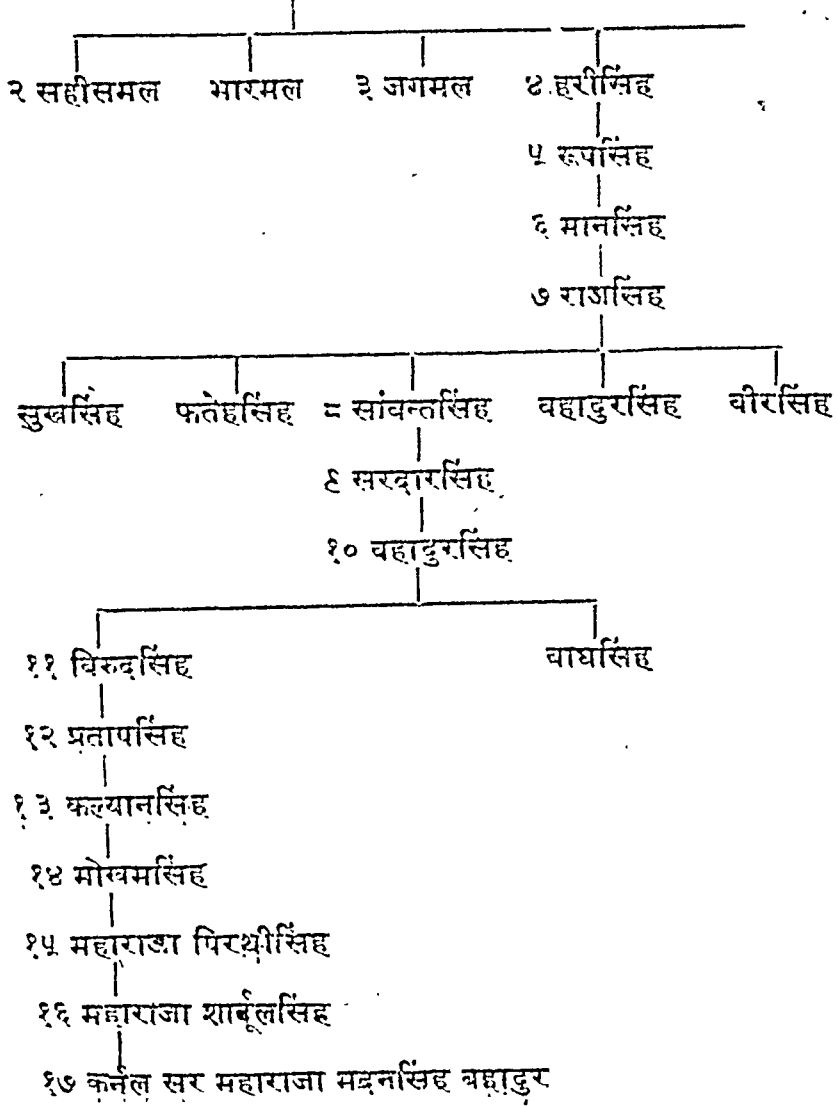 २ सहीसमल भारमल ३ जगमल ४ हरीसिंह
५ रूपसिंह
६ मानसिंह
७ राजसिंह
सुखसिंह फतेहसिंह ८ सांवन्तसिंह वहादुरसिंह वीरसिंह
९ सरदारसिंह
१० वहादुरसिंह
११ विरुदसिंह वाघसिंह
१२ प्रतापसिंह
१३ कल्यानसिंह
१४ मोखमसिंह
१५ महाराजा पिरथीसिंह
१६ महाराजा शार्दूलसिंह
१७ कर्नल सर महाराजा मदनसिंह बहादुर